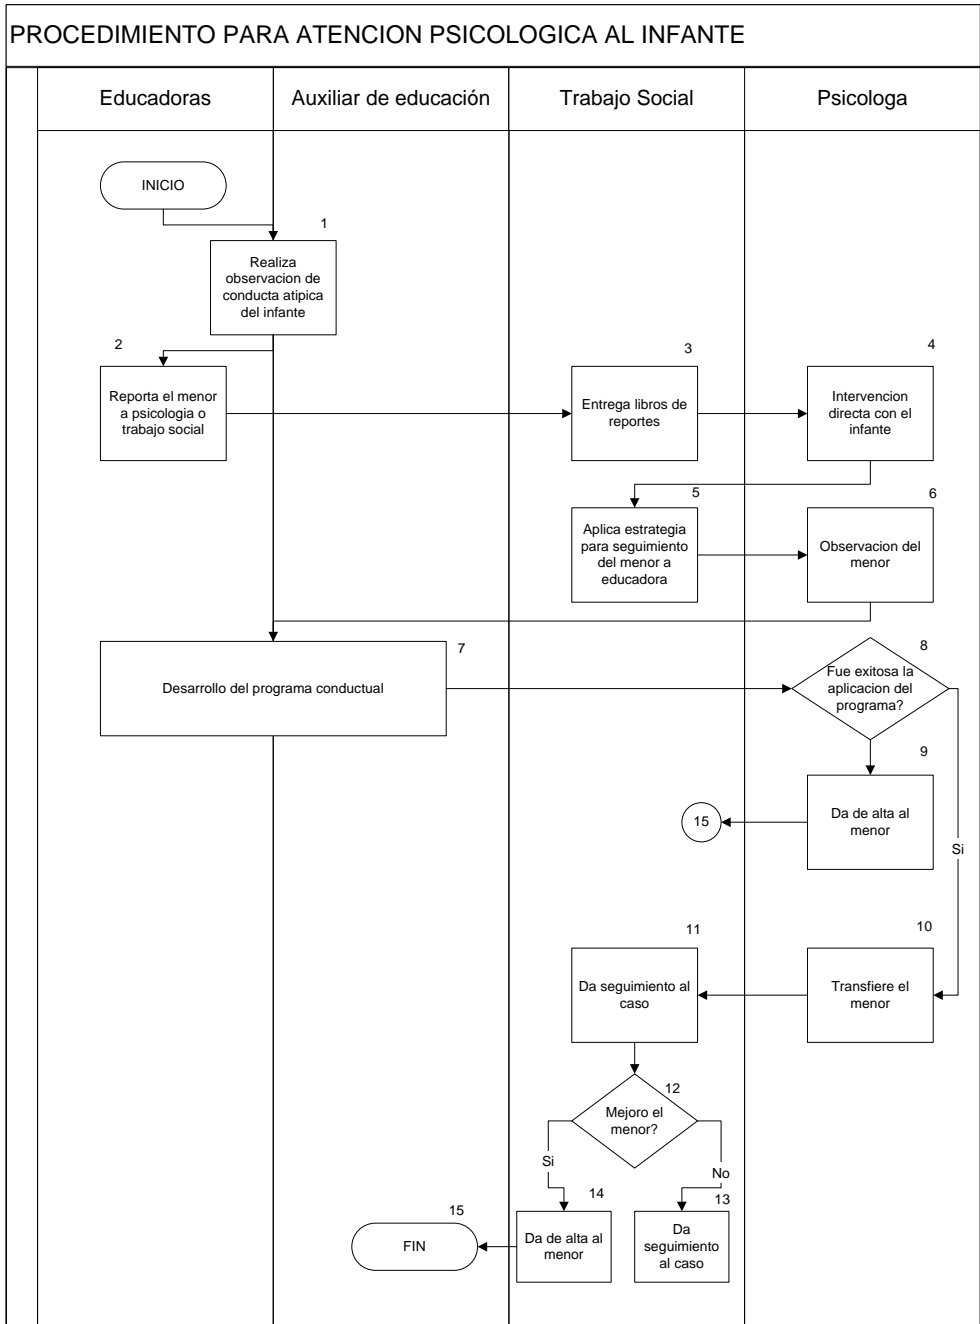 PROCEDIMIENTO PARA ATENCION PSICOLOGICA AL INFANTE
Educadoras
Auxiliar de educación
Trabajo Social
Psicologa
INICIO
1
Realiza
observacion de
conducta atipica
del infante
2
Reporta el menor
a psicologia o
trabajo social
3
Entrega libros de
reportes
4
Intervencion
directa con el
infante
5
Aplica estrategia
para seguimiento
del menor a
educadora
6
Observacion del
menor
7
Desarrollo del programa conductual
8
Fue exitosa la
aplicacion del
programa?
9
Da de alta al
menor
15
Si
10
Transfiere el
menor
11
Da seguimiento al
caso
12
Mejoro el
menor?
Si
No
13
Da
seguimiento
al caso
14
Da de alta al
menor
15
FIN